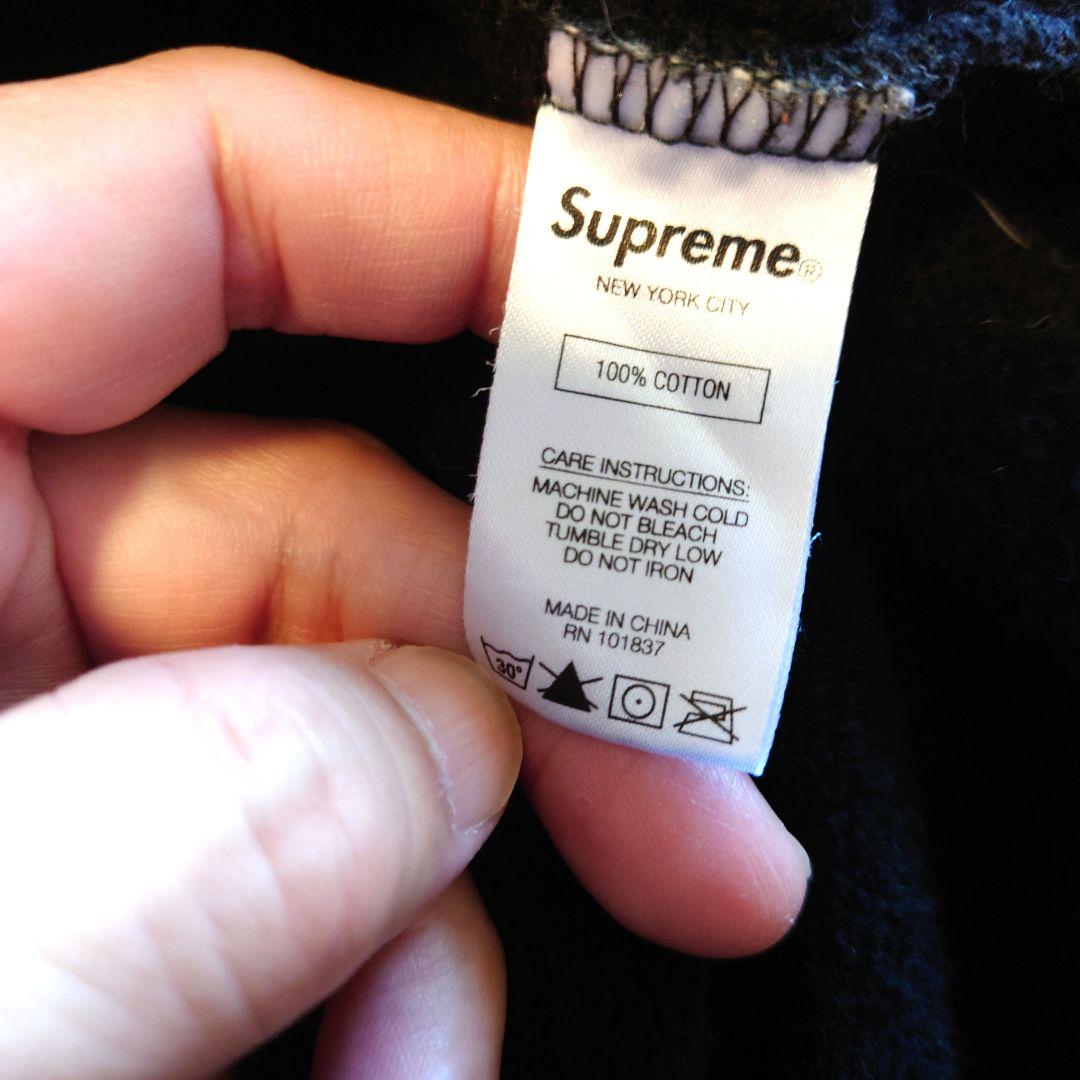 Supreme®
NEW YORK CITY
100% COTTON
CARE INSTRUCTIONS:
MACHINE WASH COLD
DO NOT BLEACH
TUMBLE DRY LOW
DO NOT IRON
MADE IN CHINA
RN 101837
30°